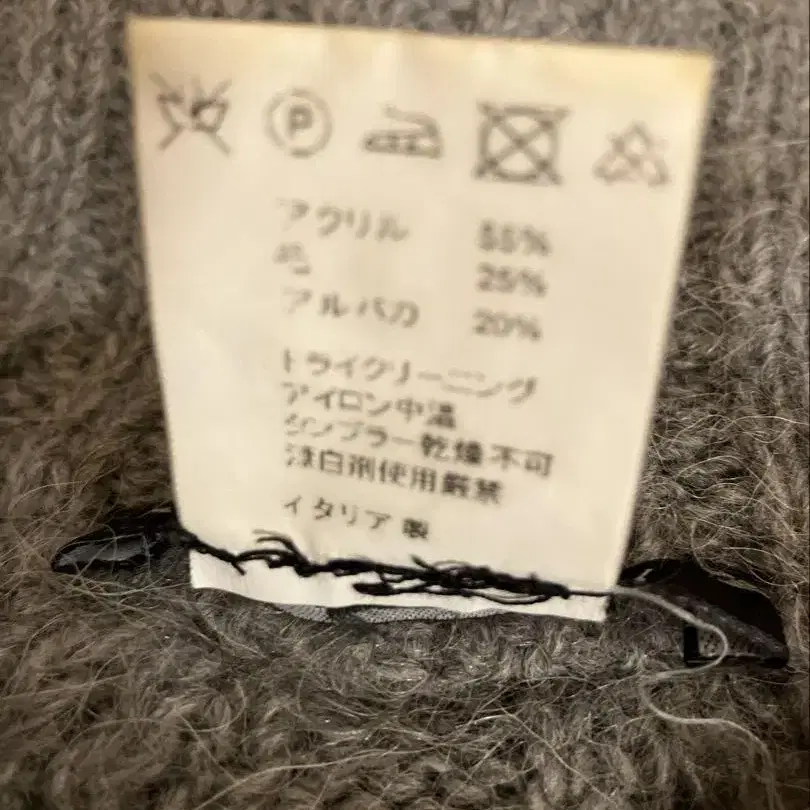 P
アクリル 55%
毛 25%
アルパカ 20%
ドライクリーニング
アイロン中温
タンブラー乾燥不可
漂白剤使用厳禁
イタリア製